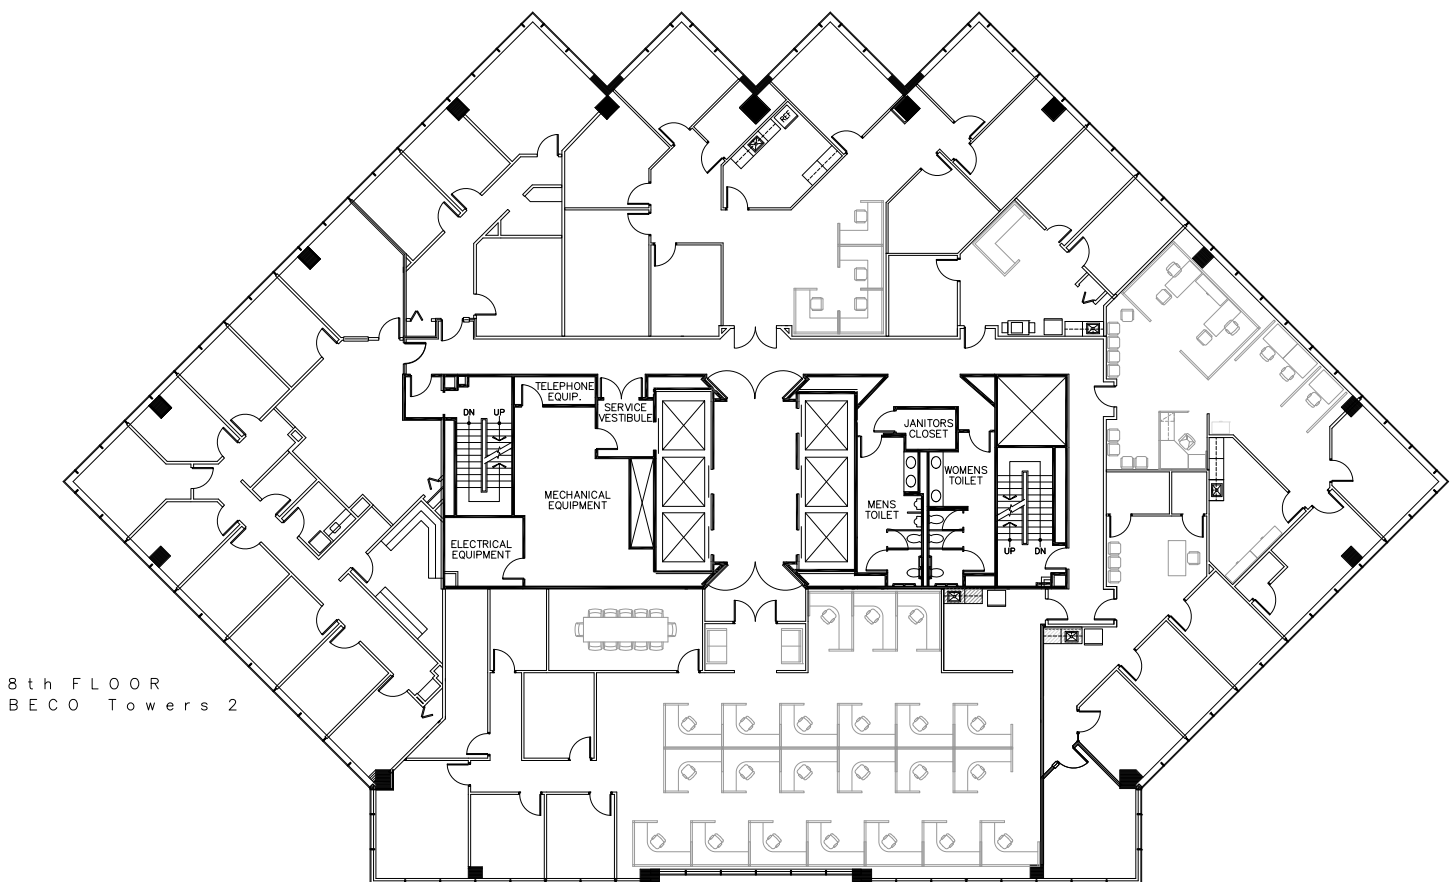 REF
TELEPHONE
EQUIP.
SERVICE
VESTIBULE
DN
UP
JANITORS
CLOSET
WOMENS
TOILET
MENS
TOILET
MECHANICAL
EQUIPMENT
ELECTRICAL
EQUIPMENT
UP
DN
8th FLOOR
BECO Towers 2